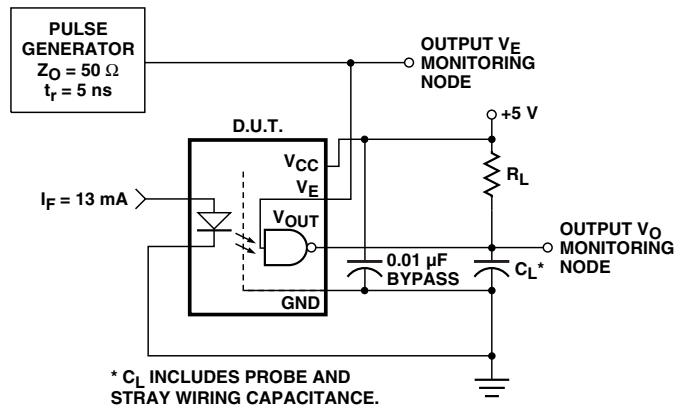 PULSE
GENERATOR
ZO = 50 Ω
tr = 5 ns
OUTPUT VE
MONITORING
NODE
+5 V
D.U.T.
VCC
VE
RL
IF = 13 mA
VOUT
OUTPUT VO
MONITORING
NODE
0.01 µF
BYPASS
CL*
GND
* CL INCLUDES PROBE AND
STRAY WIRING CAPACITANCE.